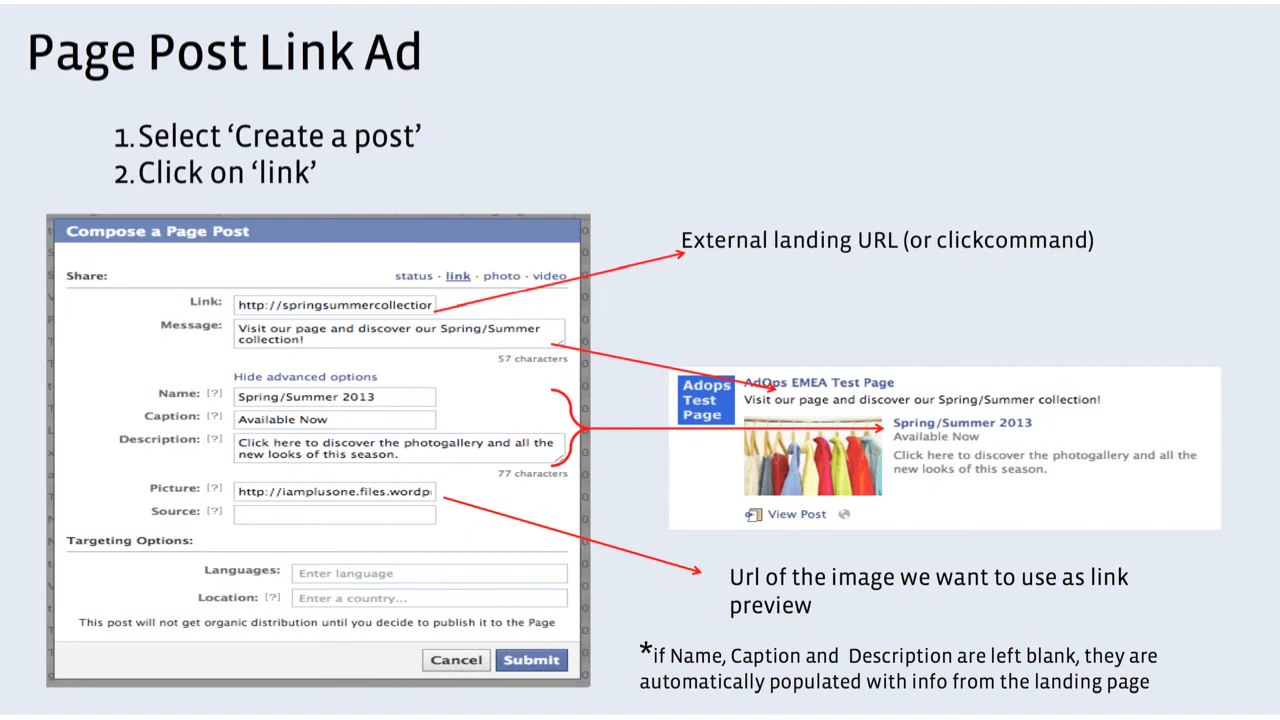 Page Post Link Ad
1. Select ‘Create a post’
2. Click on ‘link’
Compose a Page Post
Share: status · link · photo · video
Link: http://springsummercollection
Message: Visit our page and discover our Spring/Summer
collection!
57 characters
Hide advanced options
Name: [?] Spring/Summer 2013
Caption: [?] Available Now
Description: [?] Click here to discover the photogallery and all the
new looks of this season.
77 characters
Picture: [?] http://iamplusone.files.wordpr
Source: [?]
Targeting Options:
Languages: Enter language
Location: [?] Enter a country...
This post will not get organic distribution until you decide to publish it to the Page
Cancel Submit
External landing URL (or clickcommand)
Adops
Test
Page
AdOps EMEA Test Page
Visit our page and discover our Spring/Summer collection!
Spring/Summer 2013
Available Now
Click here to discover the photogallery and all the
new looks of this season.
View Post
Url of the image we want to use as link
preview
*if Name, Caption and Description are left blank, they are
automatically populated with info from the landing page